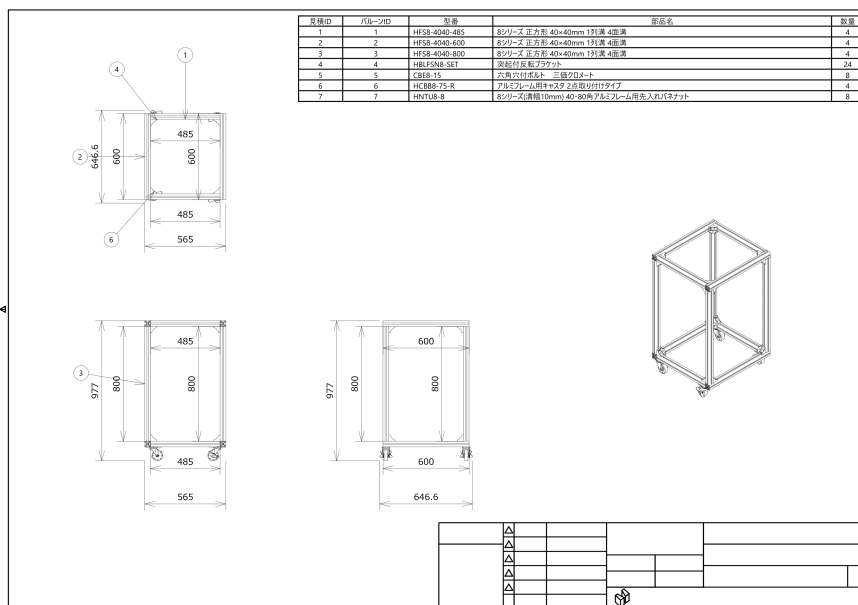 見積ID バルーンID 型番 部品名 数量
1 1 HFS8-4040-485 8シリーズ 正方形 40×40mm 1列溝 4面溝 4
2 2 HFS8-4040-600 8シリーズ 正方形 40×40mm 1列溝 4面溝 4
3 3 HFS8-4040-800 8シリーズ 正方形 40×40mm 1列溝 4面溝 4
4 4 HBLFSN8-SET 突起付反転ブラケット 24
5 5 CBE8-15 六角穴付ボルト 三価クロメート 8
6 6 HCBB8-75-R アルミフレーム用キャスタ 2点取り付けタイプ 4
7 7 HNTU8-8 8シリーズ(溝幅10mm) 40-80角アルミフレーム用先入れバネナット 8
1
4
485
2
646.6
600
600
485
6
565
485
3
977
800
800
485
565
600
977
800
800
600
646.6